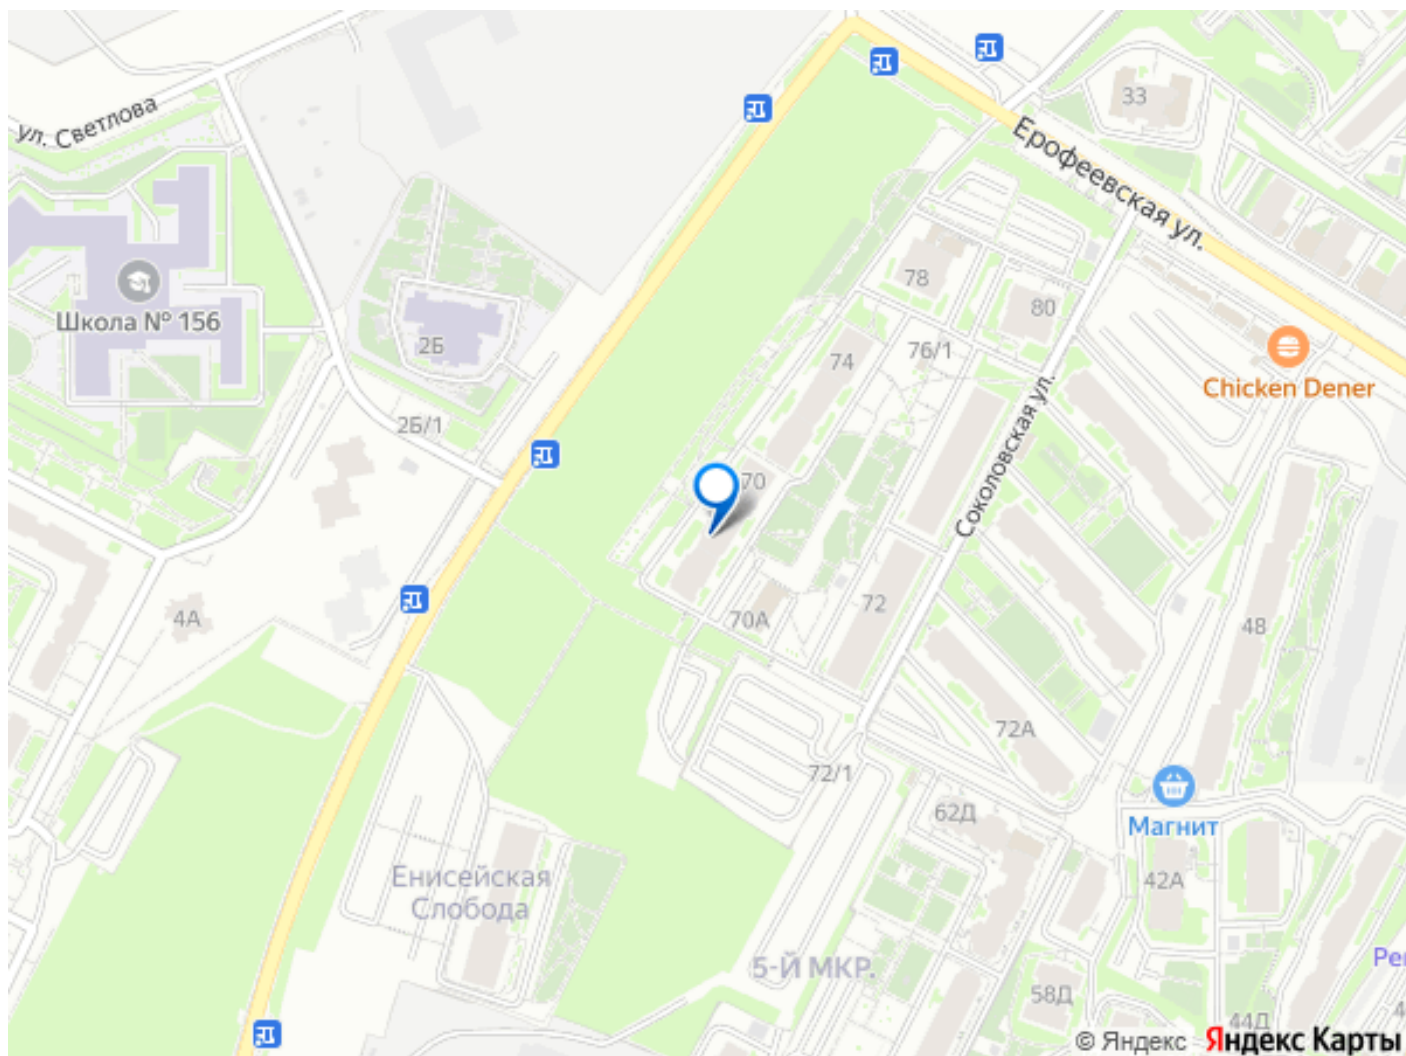 ул. Светлова
33
Ерофеевская ул.
Школа № 156
2Б
78
80
76/1
74
Chicken Dener
2Б/1
Соколовская ул.
70
4А
70А
72
48
72А
72/1
Магнит
62Д
42А
Енисейская
Слобода
5-Й МКР.
58Д
44Д
© Яндекс Яндекс Карты